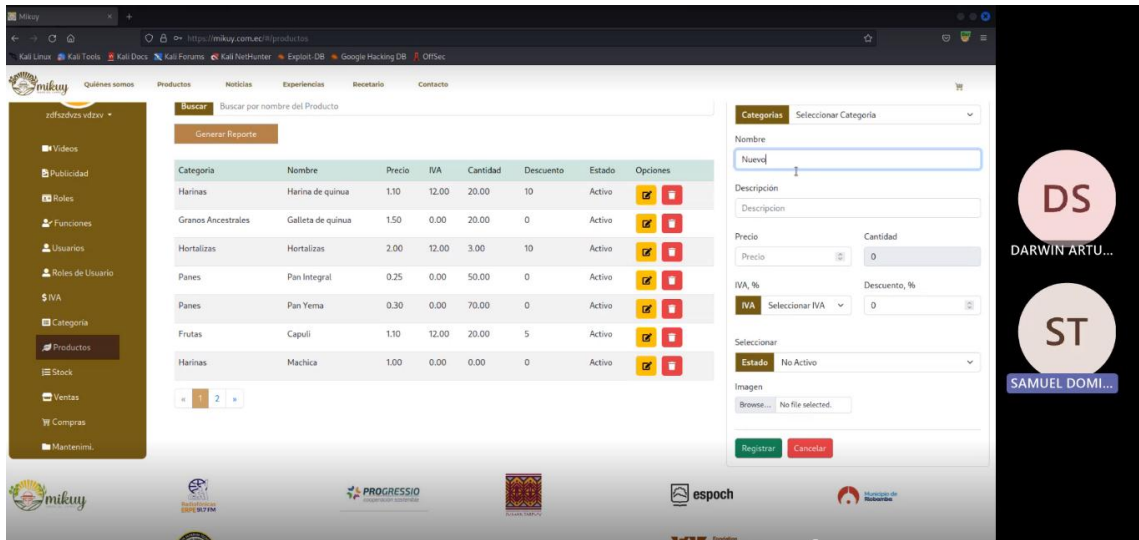 Mikuy
https://mikuy.com.ec/#/productos
Kali Linux Kali Tools Kali Docs Kali Forums Kali NetHunter Exploit-DB Google Hacking DB OffSec
mikuy Quiénes somos Productos Noticias Experiencias Recetario Contacto
zdfszdvzs vdzxv
Videos
Publicidad
Roles
Funciones
Usuarios
Roles de Usuario
$ IVA
Categoría
Productos
Stock
Ventas
Compras
Mantenimi.
Buscar Buscar por nombre del Producto
Generar Reporte
Categoria Nombre Precio IVA Cantidad Descuento Estado Opciones
Harinas Harina de quinua 1.10 12.00 20.00 10 Activo
Granos Ancestrales Galleta de quinua 1.50 0.00 20.00 0 Activo
Hortalizas Hortalizas 2.00 12.00 3.00 10 Activo
Panes Pan Integral 0.25 0.00 50.00 0 Activo
Panes Pan Yema 0.30 0.00 70.00 0 Activo
Frutas Capuli 1.10 12.00 20.00 5 Activo
Harinas Machica 1.00 0.00 0.00 0 Activo
« 1 2 »
Categorias Seleccionar Categoría
Nombre
Nuevo
Descripción
Descripcion
Precio Cantidad
Precio 0
IVA, % Descuento, %
IVA Seleccionar IVA 0
Seleccionar
Estado No Activo
Imagen
Browse... No file selected.
Registrar Cancelar
mikuy
PROGRESSIO
espoch
Municipio de
Riobamba
DS
DARWIN ARTU...
ST
SAMUEL DOMI...